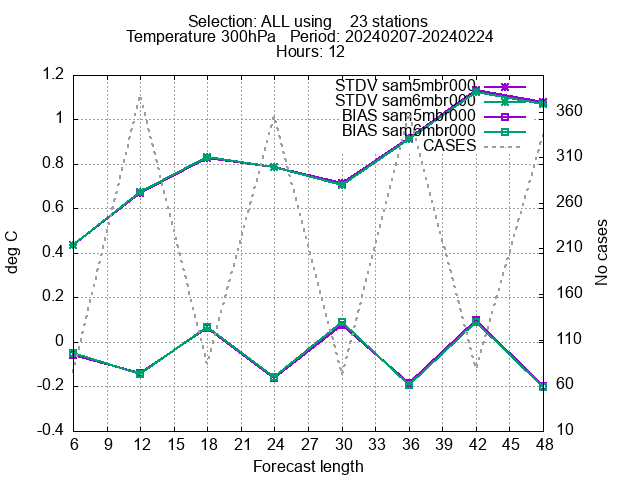 Selection: ALL using    23 stations
Temperature 300hPa   Period: 20240207-20240224
Hours: 12
STDV sam5mbr000
STDV sam6mbr000
BIAS sam5mbr000
BIAS sam6mbr000
CASES
1.2
1
0.8
0.6
0.4
0.2
0
-0.2
-0.4
deg C
360
310
260
210
160
110
60
10
No cases
6 9 12 15 18 21 24 27 30 33 36 39 42 45 48
Forecast length